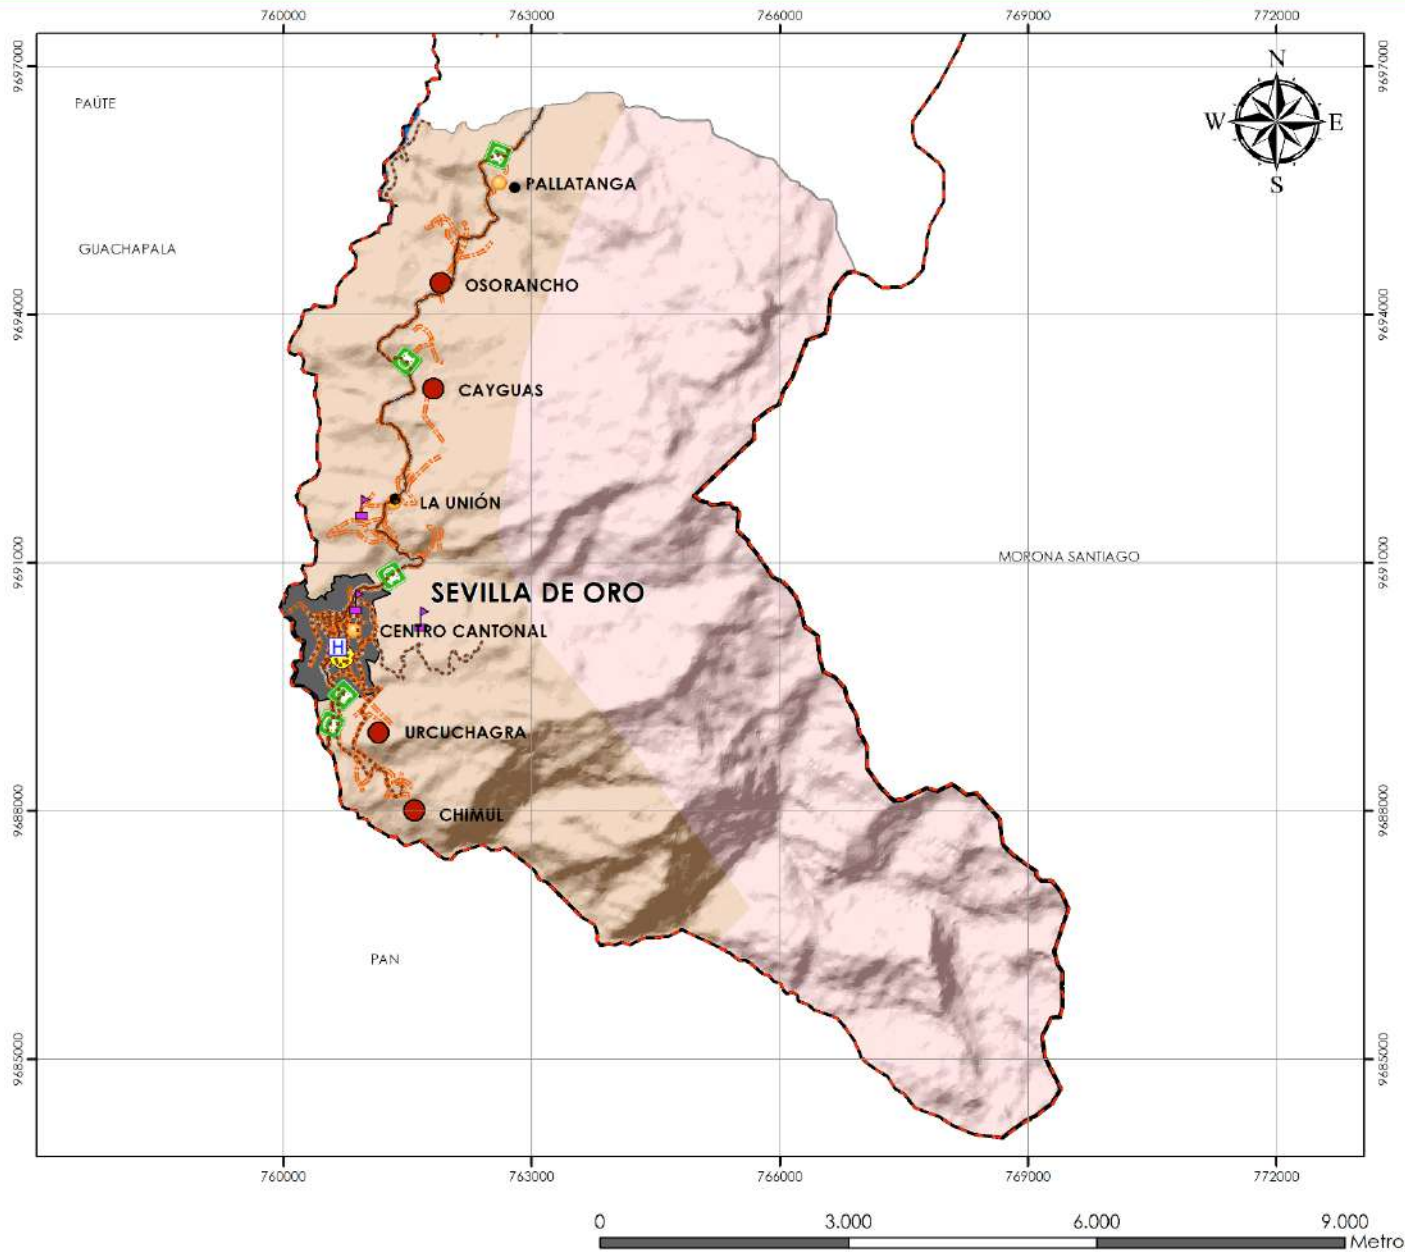 760000 763000 766000 769000 772000
9697000 9697000
N
W E
S
PAÚTE
PALLATANGA
GUACHAPALA
OSORANCHO
9694000 9694000
CAYGUAS
LA UNIÓN
9691000 9691000
MORONA SANTIAGO
SEVILLA DE ORO
CENTRO CANTONAL
H
URCUCHAGRA
9688000 9688000
CHIMUL
PAN
9685000 9685000
760000 763000 766000 769000 772000
0 3.000 6.000 9.000
Metro